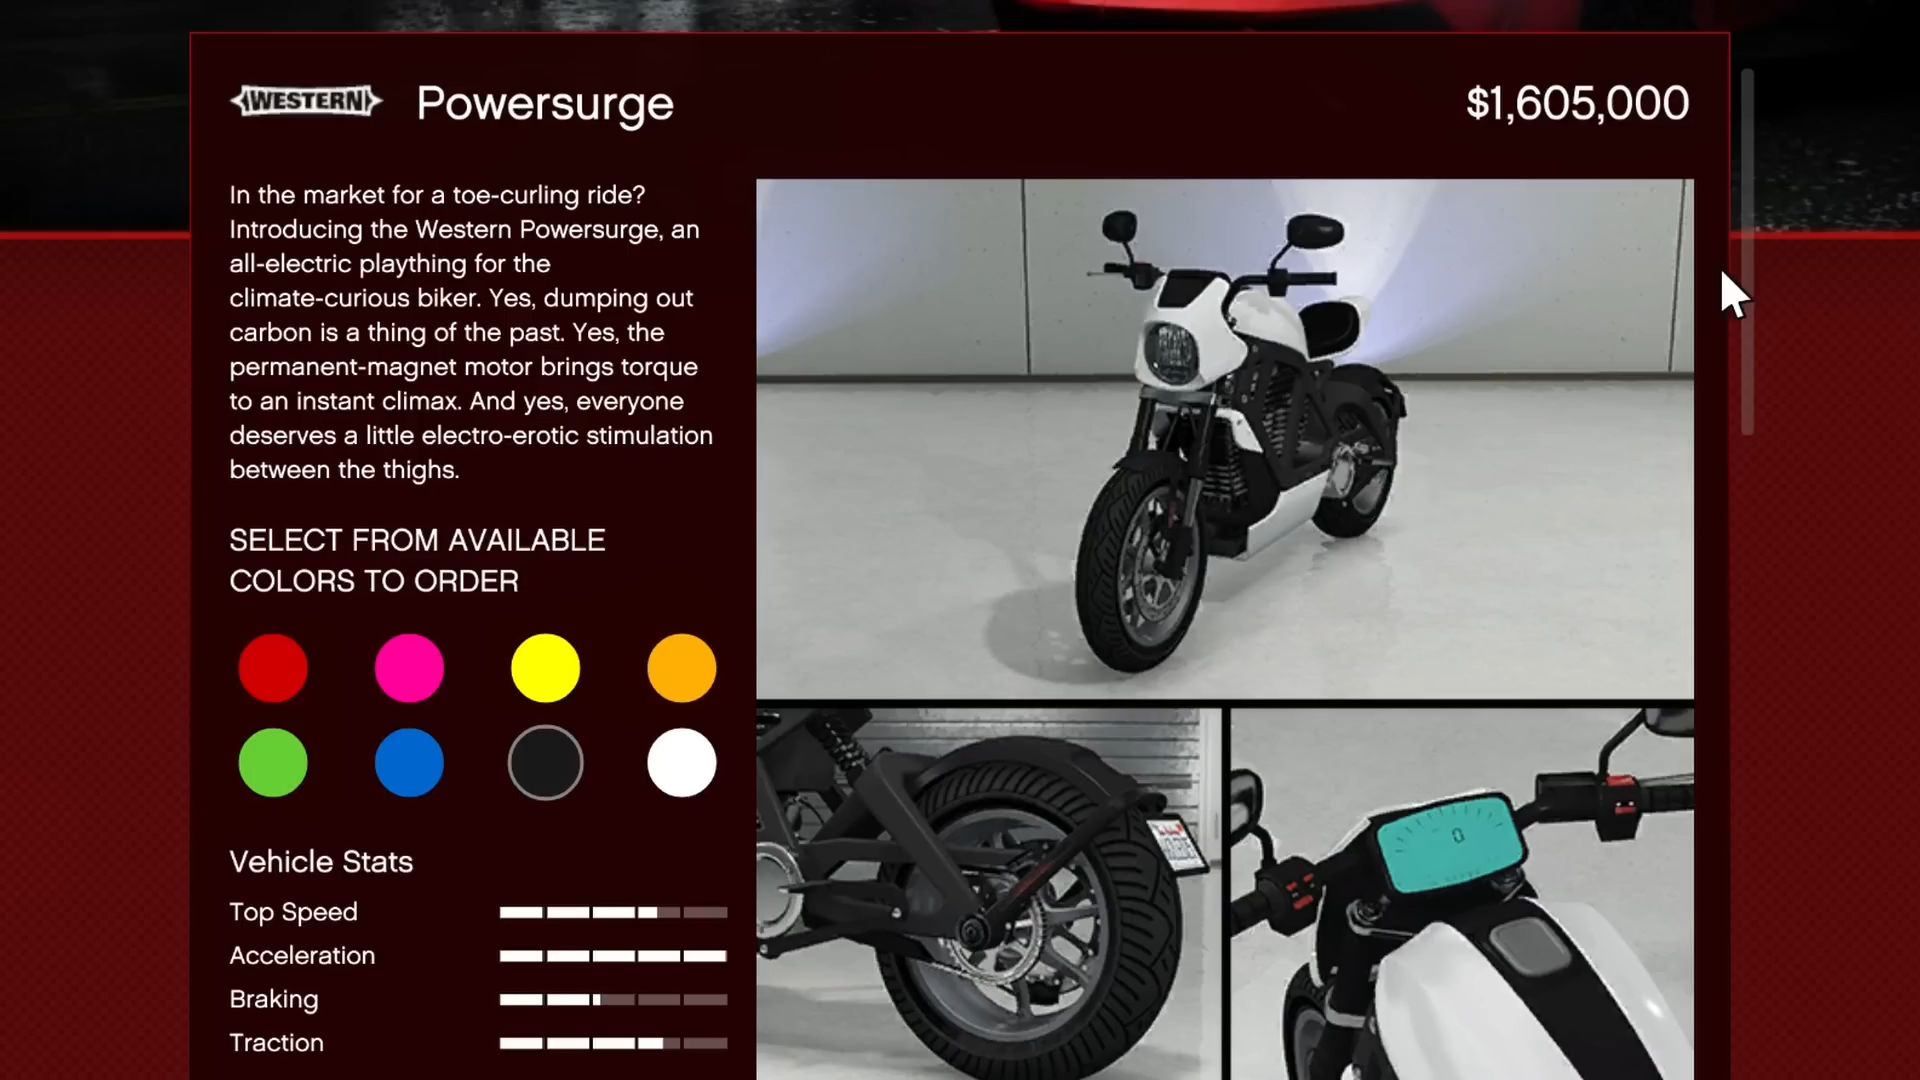 WESTERN
Powersurge
$1,605,000
In the market for a toe-curling ride?
Introducing the Western Powersurge, an
all-electric plaything for the
climate-curious biker. Yes, dumping out
carbon is a thing of the past. Yes, the
permanent-magnet motor brings torque
to an instant climax. And yes, everyone
deserves a little electro-erotic stimulation
between the thighs.
SELECT FROM AVAILABLE
COLORS TO ORDER
Vehicle Stats
Top Speed
Acceleration
Braking
Traction
0